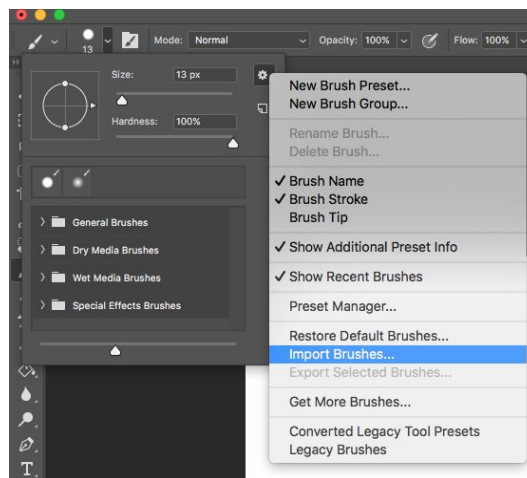 Mode: Normal Opacity: 100% Flow: 100%
13
Size: 13 px
Hardness: 100%
General Brushes
Dry Media Brushes
Wet Media Brushes
Special Effects Brushes
New Brush Preset...
New Brush Group...
Rename Brush...
Delete Brush...
Brush Name
Brush Stroke
Brush Tip
Show Additional Preset Info
Show Recent Brushes
Preset Manager...
Restore Default Brushes...
Import Brushes...
Export Selected Brushes...
Get More Brushes...
Converted Legacy Tool Presets
Legacy Brushes